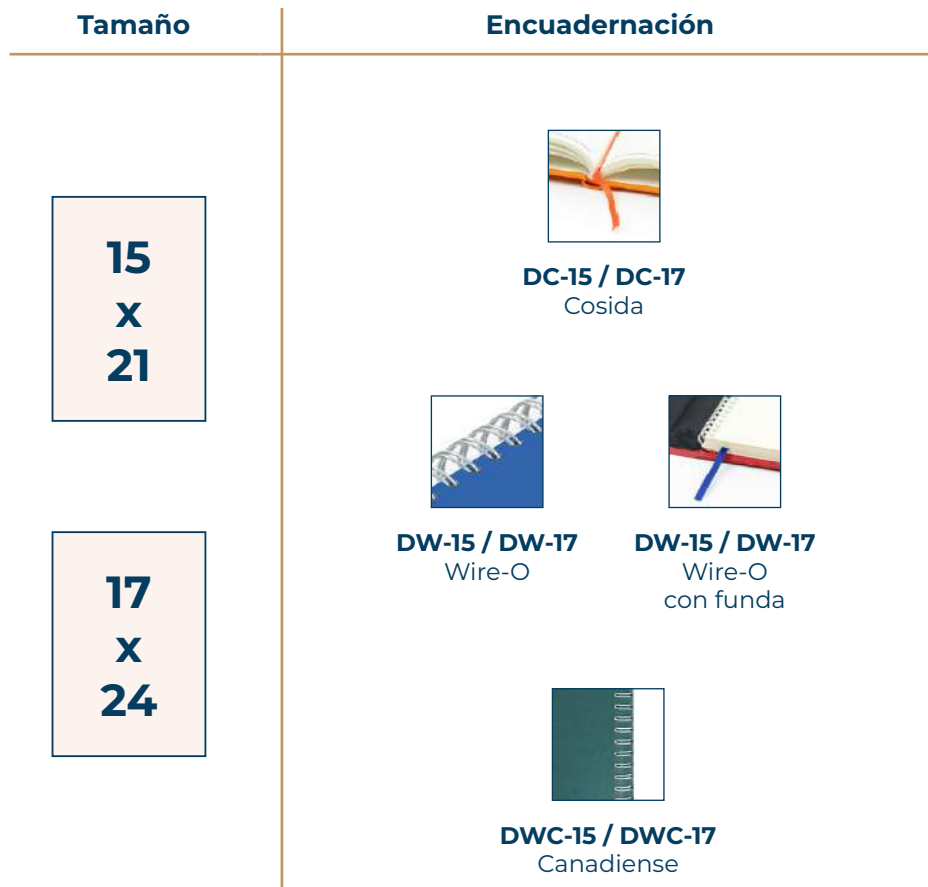 Tamaño
Encuadernación
15
x
21
17
x
24
DC-15 / DC-17
Cosida
DW-15 / DW-17
Wire-O
DW-15 / DW-17
Wire-O
con funda
DWC-15 / DWC-17
Canadiense